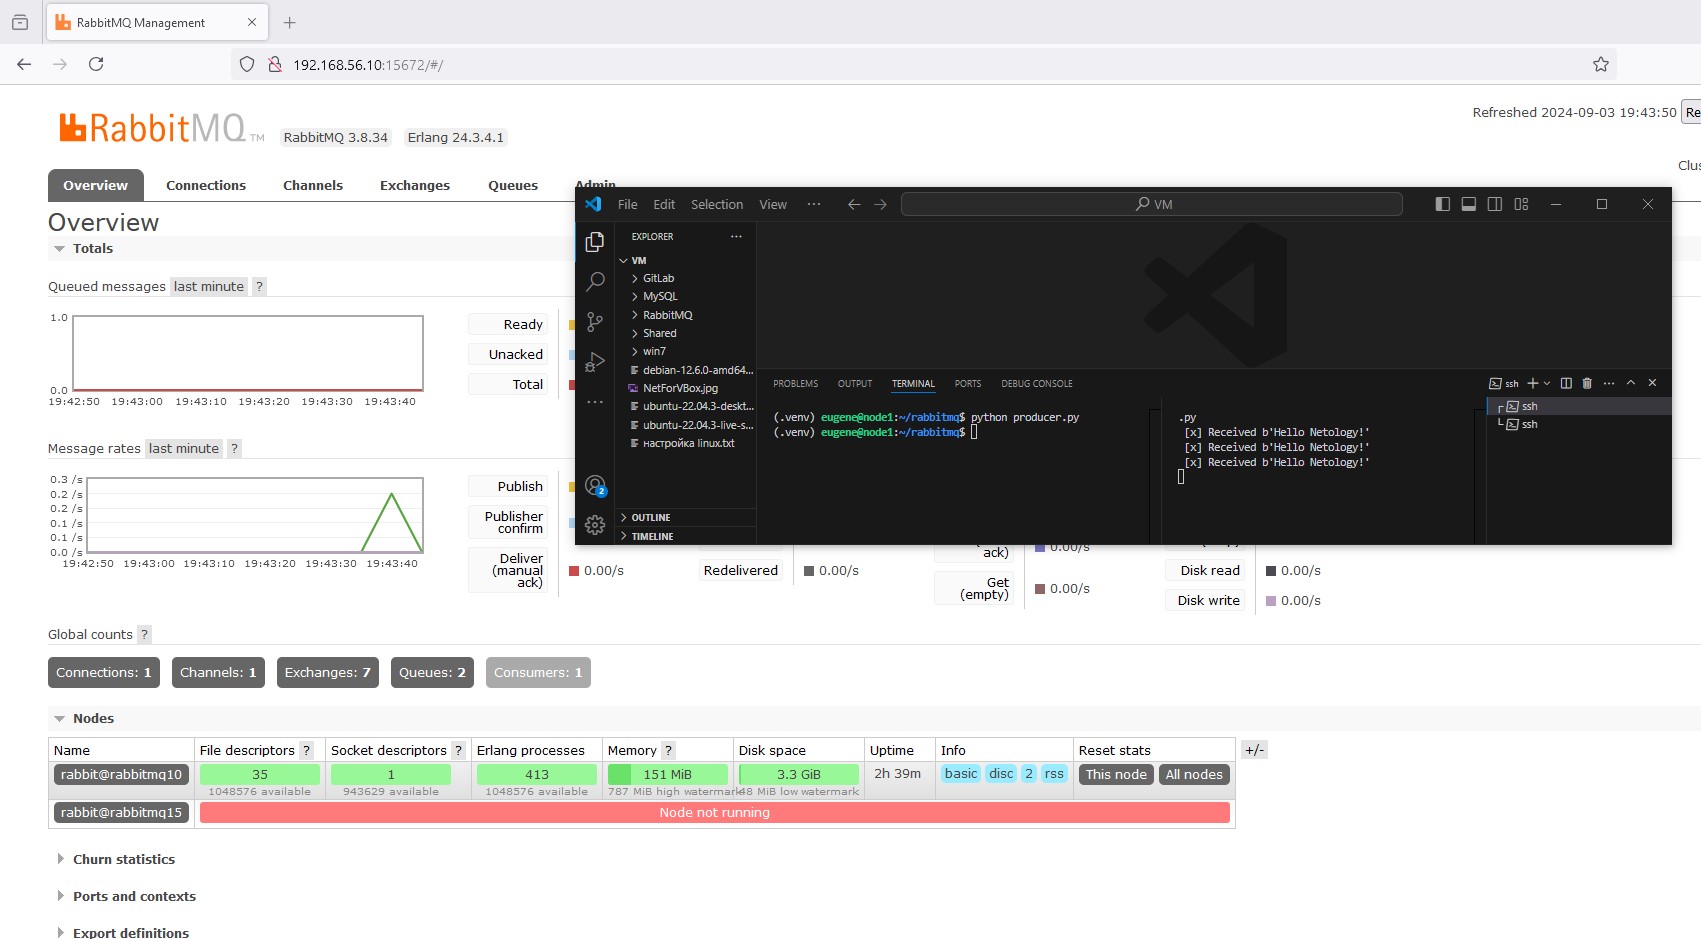 RabbitMQ Management
192.168.56.10:15672/#/
RabbitMQ TM
RabbitMQ 3.8.34
Erlang 24.3.4.1
Refreshed 2024-09-03 19:43:50
Re
Clus
Overview
Connections
Channels
Exchanges
Queues
Admin
Overview
Totals
Queued messages last minute ?
1.0
0.0
19:42:50 19:43:00 19:43:10 19:43:20 19:43:30 19:43:40
Ready
Unacked
Total
Message rates last minute ?
0.3 /s
0.2 /s
0.2 /s
0.1 /s
0.1 /s
0.0 /s
19:42:50 19:43:00 19:43:10 19:43:20 19:43:30 19:43:40
Publish
Publisher
confirm
Deliver
(manual
ack)
0.00/s
Redelivered
0.00/s
ack)
0.00/s
Get
(empty)
0.00/s
Disk read
0.00/s
Disk write
0.00/s
File Edit Selection View ···
VM
EXPLORER ···
VM
GitLab
MySQL
RabbitMQ
Shared
win7
debian-12.6.0-amd64...
NetForVBox.jpg
ubuntu-22.04.3-deskt...
ubuntu-22.04.3-live-s...
настройка linux.txt
OUTLINE
TIMELINE
2
PROBLEMS OUTPUT TERMINAL PORTS DEBUG CONSOLE
ssh
(.venv) eugene@node1:~/rabbitmq$ python producer.py
(.venv) eugene@node1:~/rabbitmq$
.py
[x] Received b'Hello Netology!'
[x] Received b'Hello Netology!'
[x] Received b'Hello Netology!'
ssh
ssh
Global counts ?
Connections: 1
Channels: 1
Exchanges: 7
Queues: 2
Consumers: 1
Nodes
Name File descriptors ? Socket descriptors ? Erlang processes Memory ? Disk space Uptime Info Reset stats +/-
rabbit@rabbitmq10 35 1 413 151 MiB 3.3 GiB 2h 39m basic disc 2 rss This node All nodes
1048576 available 943629 available 1048576 available 787 MiB high watermark 48 MiB low watermark
rabbit@rabbitmq15 Node not running
Churn statistics
Ports and contexts
Export definitions